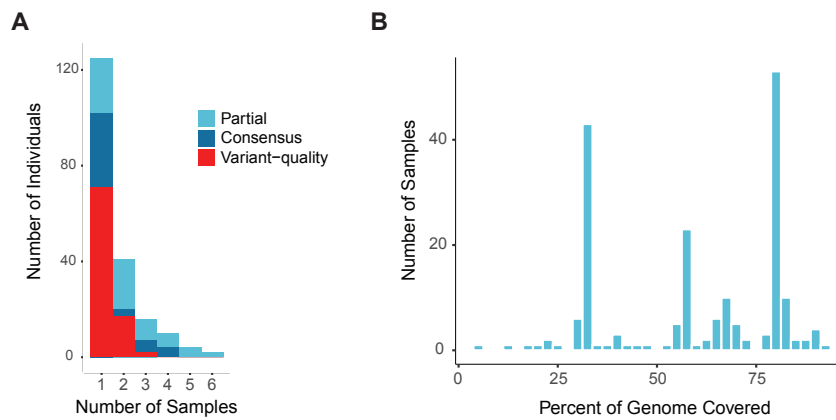 A
Number of Individuals
120
80
40
0
1 2 3 4 5 6
Number of Samples
Partial
Consensus
Variant−quality
B
Number of Samples
40
20
0
0 25 50 75
Percent of Genome Covered